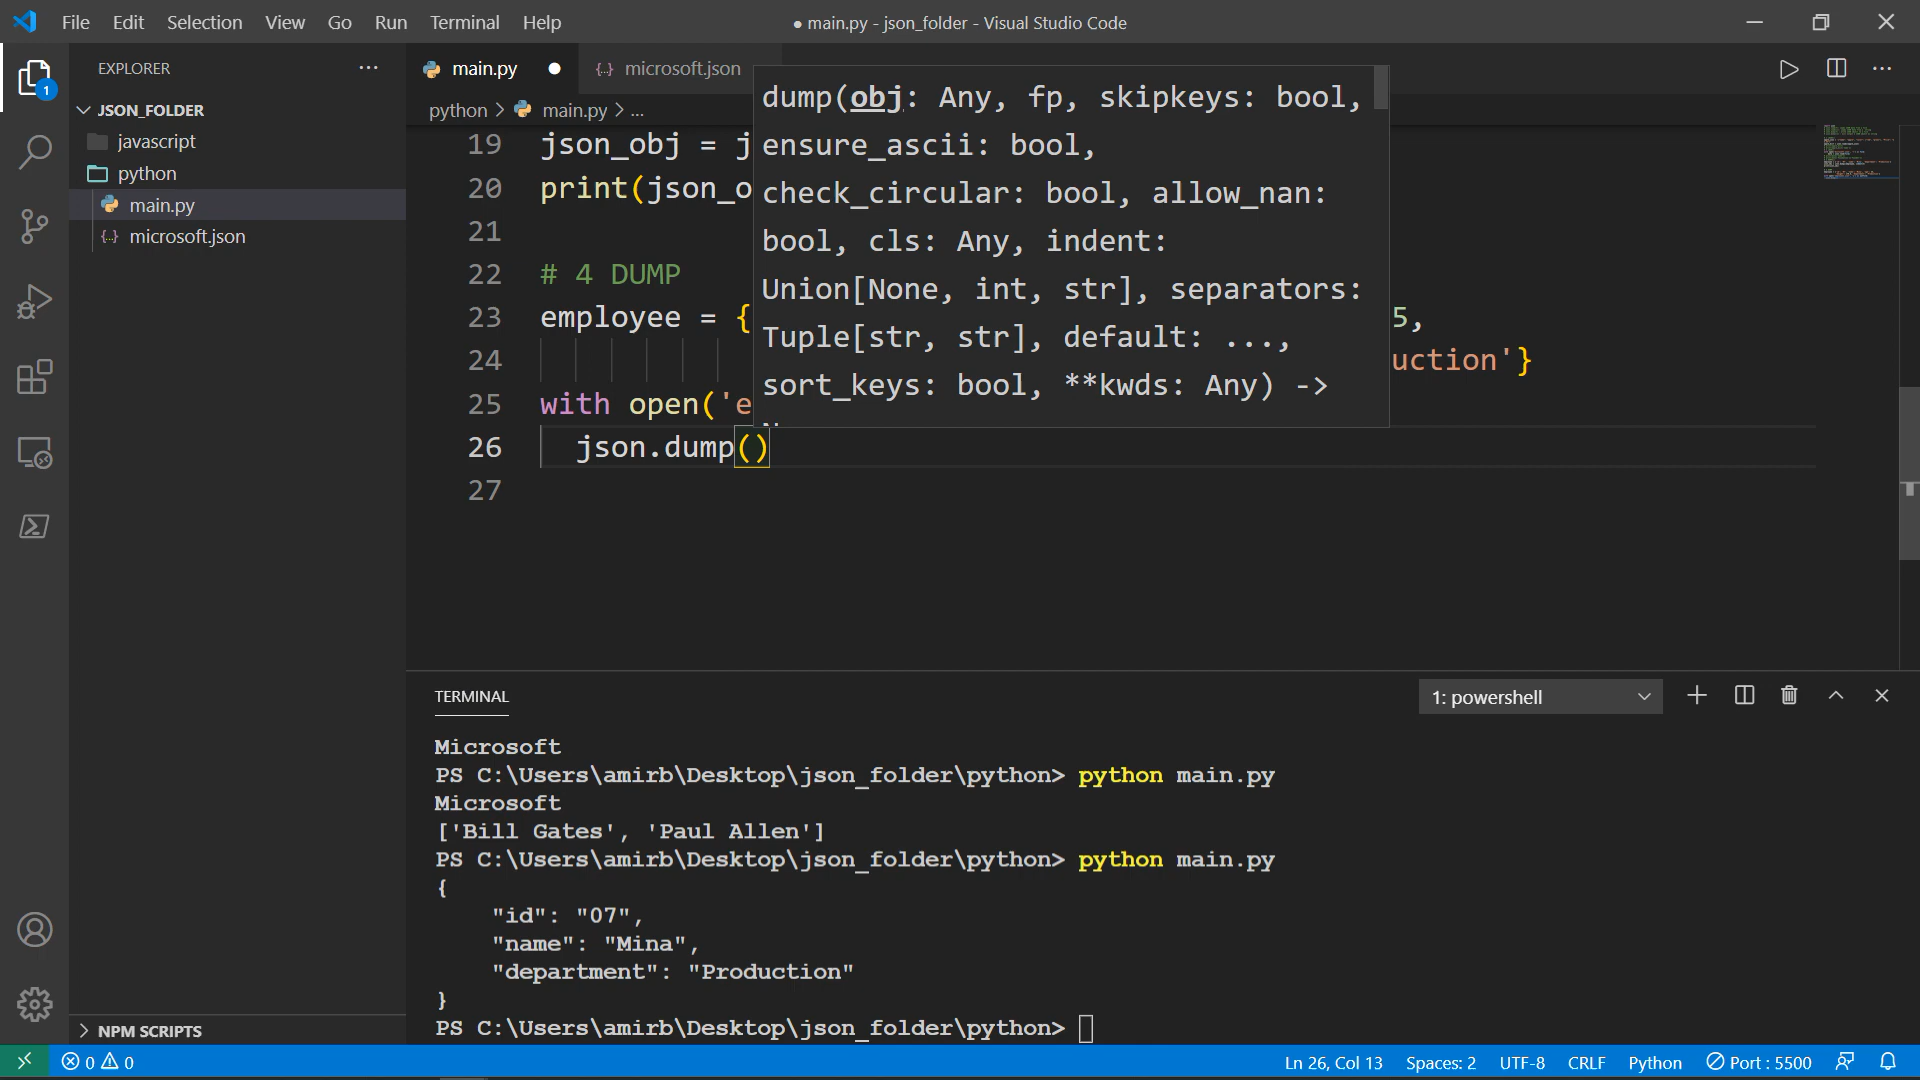 File Edit Selection View Go Run Terminal Help
● main.py - json_folder - Visual Studio Code
1
EXPLORER
JSON_FOLDER
javascript
python
main.py
{..} microsoft.json
NPM SCRIPTS
main.py
{..} microsoft.json
python > main.py > ...
19 json_obj = j
20 print(json_o
21
22 # 4 DUMP
23 employee = { 5,
24 uction'}
25 with open('e
26 json.dump()
27
dump(obj: Any, fp, skipkeys: bool,
ensure_ascii: bool,
check_circular: bool, allow_nan:
bool, cls: Any, indent:
Union[None, int, str], separators:
Tuple[str, str], default: ...,
sort_keys: bool, **kwds: Any) ->
TERMINAL
1: powershell
Microsoft
PS C:\Users\amirb\Desktop\json_folder\python> python main.py
Microsoft
['Bill Gates', 'Paul Allen']
PS C:\Users\amirb\Desktop\json_folder\python> python main.py
{
"id": "07",
"name": "Mina",
"department": "Production"
}
PS C:\Users\amirb\Desktop\json_folder\python>
0 0
Ln 26, Col 13 Spaces: 2 UTF-8 CRLF Python Port : 5500